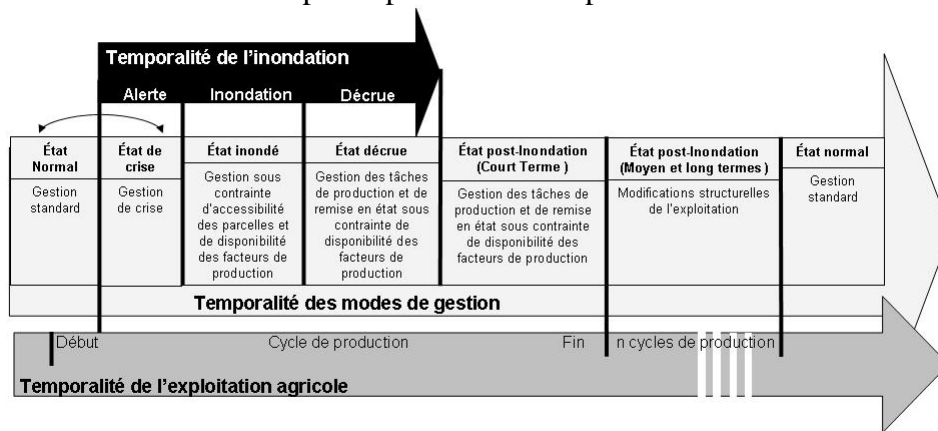 Temporalité de l'inondation
Alerte Inondation Décrue
État Normal
Gestion standard
État de crise
Gestion de crise
État inondé
Gestion sous
contrainte
d'accessibilité
des parcelles et
de disponibilité
des facteurs de
production
État décrue
Gestion des tâches
de production et de
remise en état sous
contrainte de
disponibilité des
facteurs de
production
État post-Inondation
(Court Terme )
Gestion des tâches de
production et de remise
en état sous contrainte
de disponibilité des
facteurs de production
État post-Inondation
(Moyen et long termes )
Modifications structurelles
de l'exploitation
État normal
Gestion
standard
Temporalité des modes de gestion
Début Cycle de production Fin n cycles de production
Temporalité de l'exploitation agricole